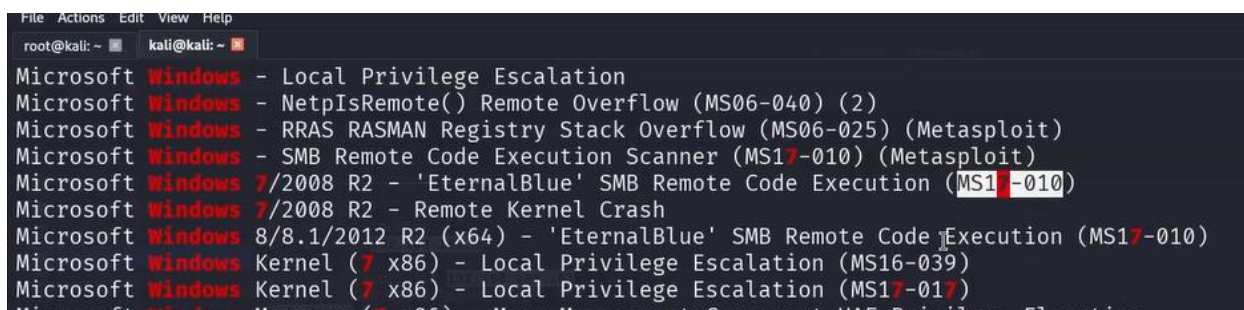 File Actions Edit View Help
root@kali: ~ kali@kali: ~
Microsoft Windows - Local Privilege Escalation
Microsoft Windows - NetpIsRemote() Remote Overflow (MS06-040) (2)
Microsoft Windows - RRAS RASMAN Registry Stack Overflow (MS06-025) (Metasploit)
Microsoft Windows - SMB Remote Code Execution Scanner (MS17-010) (Metasploit)
Microsoft Windows 7/2008 R2 - 'EternalBlue' SMB Remote Code Execution (MS17-010)
Microsoft Windows 7/2008 R2 - Remote Kernel Crash
Microsoft Windows 8/8.1/2012 R2 (x64) - 'EternalBlue' SMB Remote Code Execution (MS17-010)
Microsoft Windows Kernel (7 x86) - Local Privilege Escalation (MS16-039)
Microsoft Windows Kernel (7 x86) - Local Privilege Escalation (MS17-017)